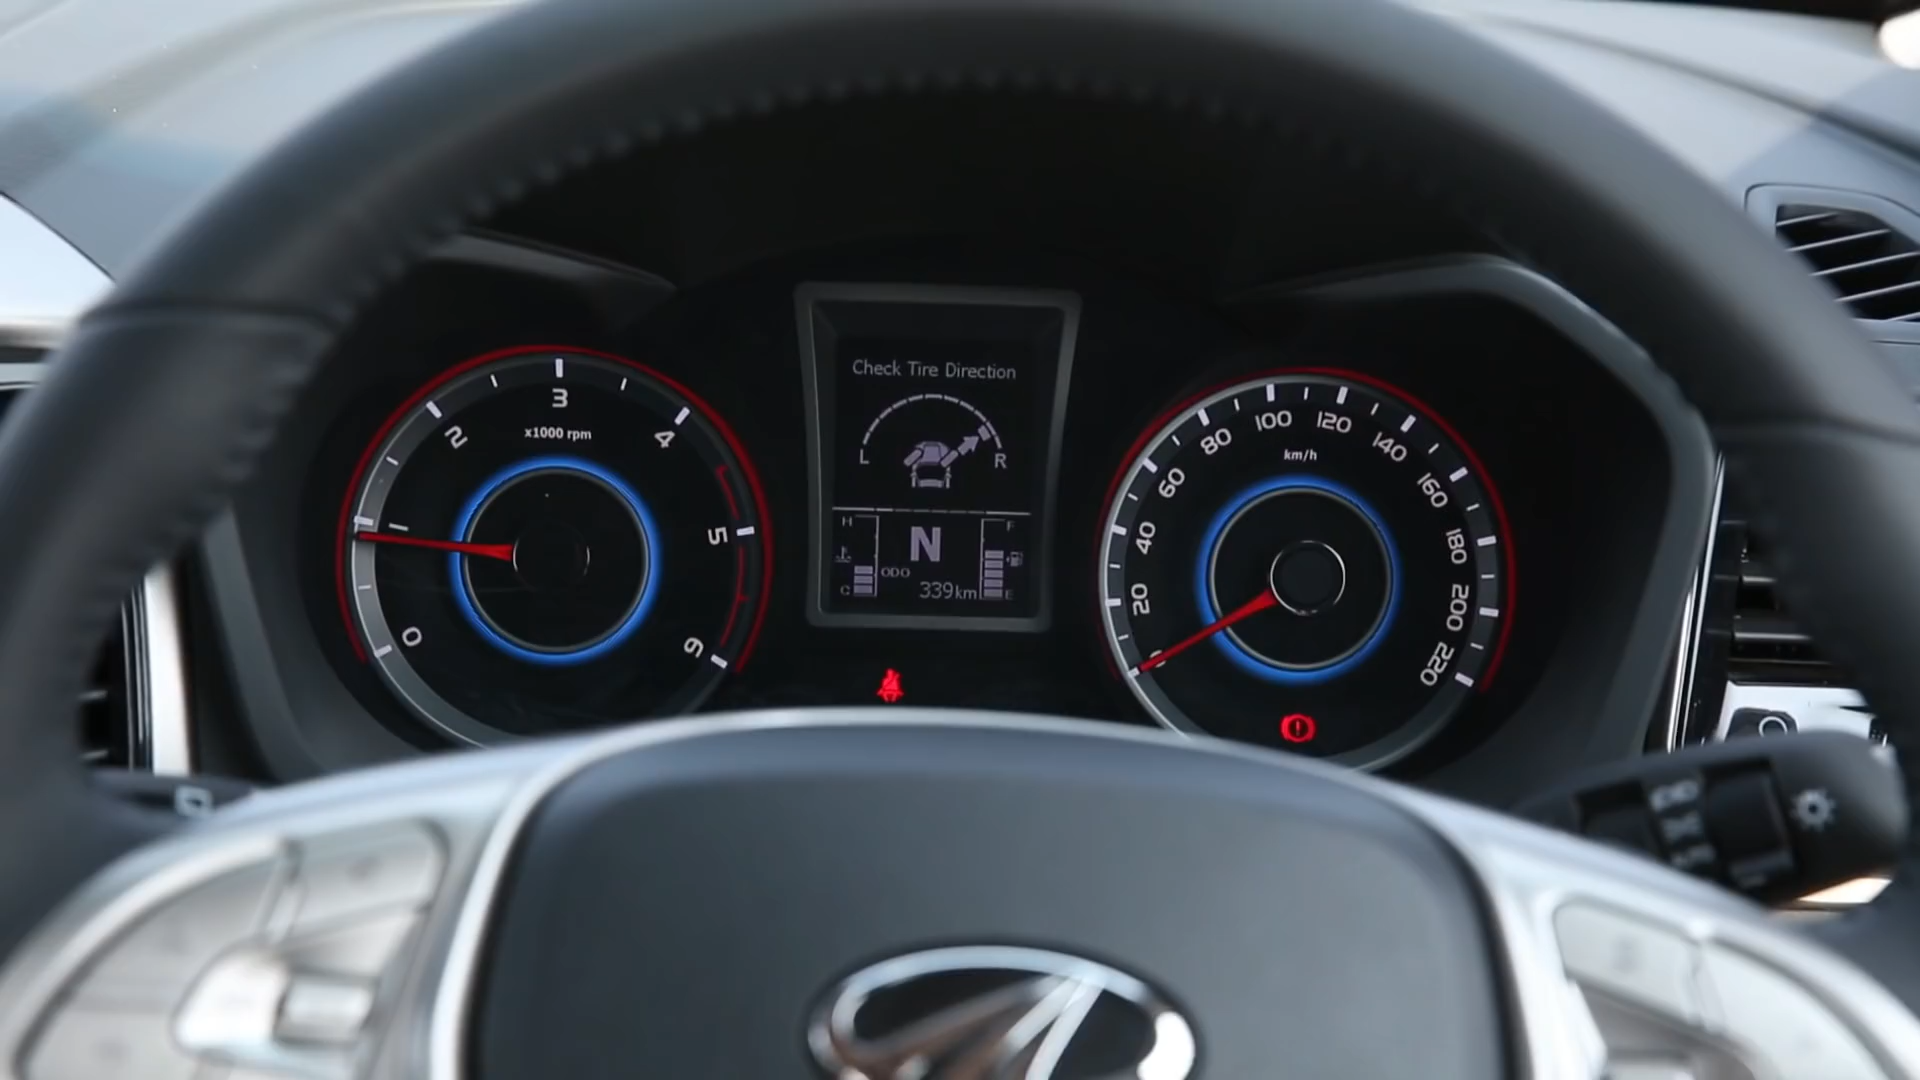 Check Tire Direction
L R
H F
N
ODO
339km
C E
0 1 2 3 4 5 6
x1000 rpm
0 20 40 60 80 100 120 140 160 180 200 220
km/h